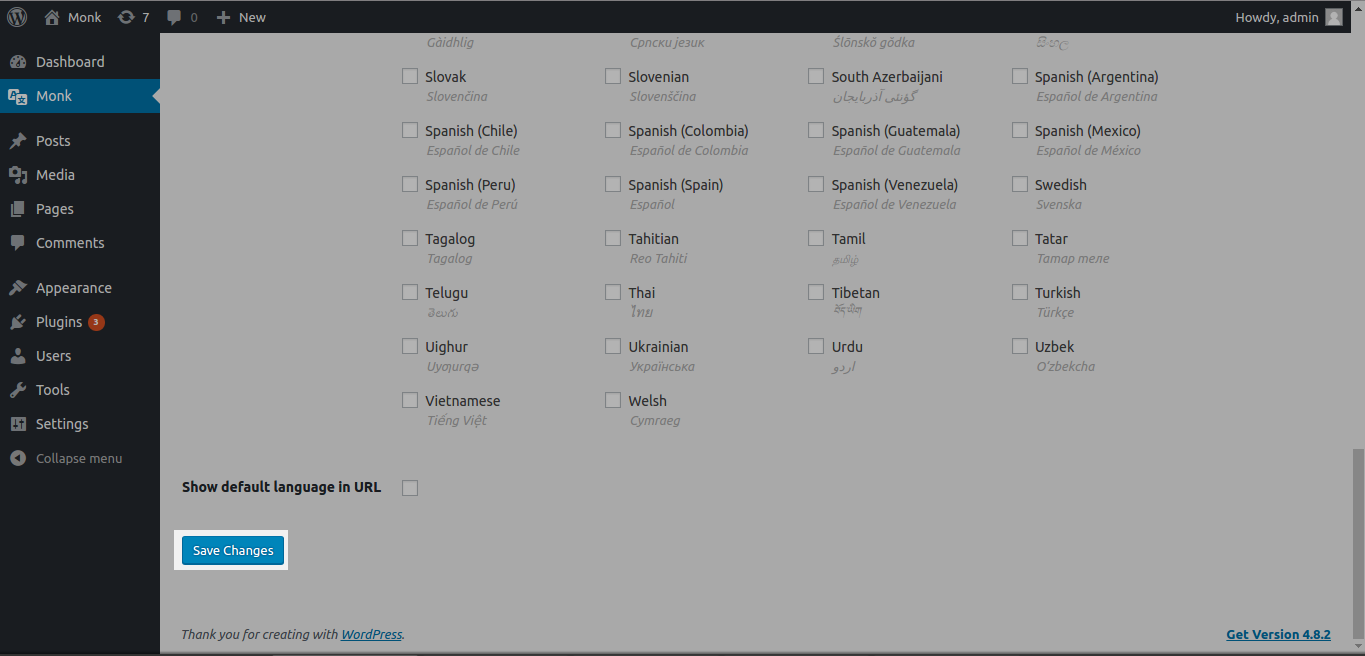 Monk 7 0 New Howdy, admin
Dashboard
Monk
Posts
Media
Pages
Comments
Appearance
Plugins 3
Users
Tools
Settings
Collapse menu
Gàidhlig Српски језик Ślōnskŏ gŏdka සිංහල
Slovak Slovenian South Azerbaijani Spanish (Argentina)
Slovenčina Slovenščina گؤنئی آذربایجان Español de Argentina
Spanish (Chile) Spanish (Colombia) Spanish (Guatemala) Spanish (Mexico)
Español de Chile Español de Colombia Español de Guatemala Español de México
Spanish (Peru) Spanish (Spain) Spanish (Venezuela) Swedish
Español de Perú Español Español de Venezuela Svenska
Tagalog Tahitian Tamil Tatar
Tagalog Reo Tahiti தமிழ் Татар теле
Telugu Thai Tibetan Turkish
తెలుగు ไทย བོད་ཡིག Türkçe
Uighur Ukrainian Urdu Uzbek
Uyƣurqə Українська اردو O'zbekcha
Vietnamese Welsh
Tiếng Việt Cymraeg
Show default language in URL
Save Changes
Thank you for creating with WordPress. Get Version 4.8.2